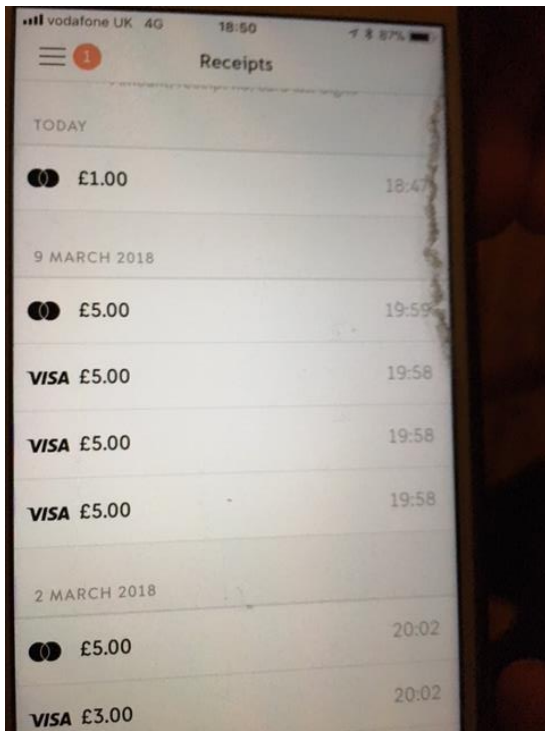 vodafone UK 4G 18:50 87%
1 Receipts
TODAY
£1.00 18:47
9 MARCH 2018
£5.00 19:59
VISA £5.00 19:58
VISA £5.00 19:58
VISA £5.00 19:58
2 MARCH 2018
£5.00 20:02
VISA £3.00 20:02